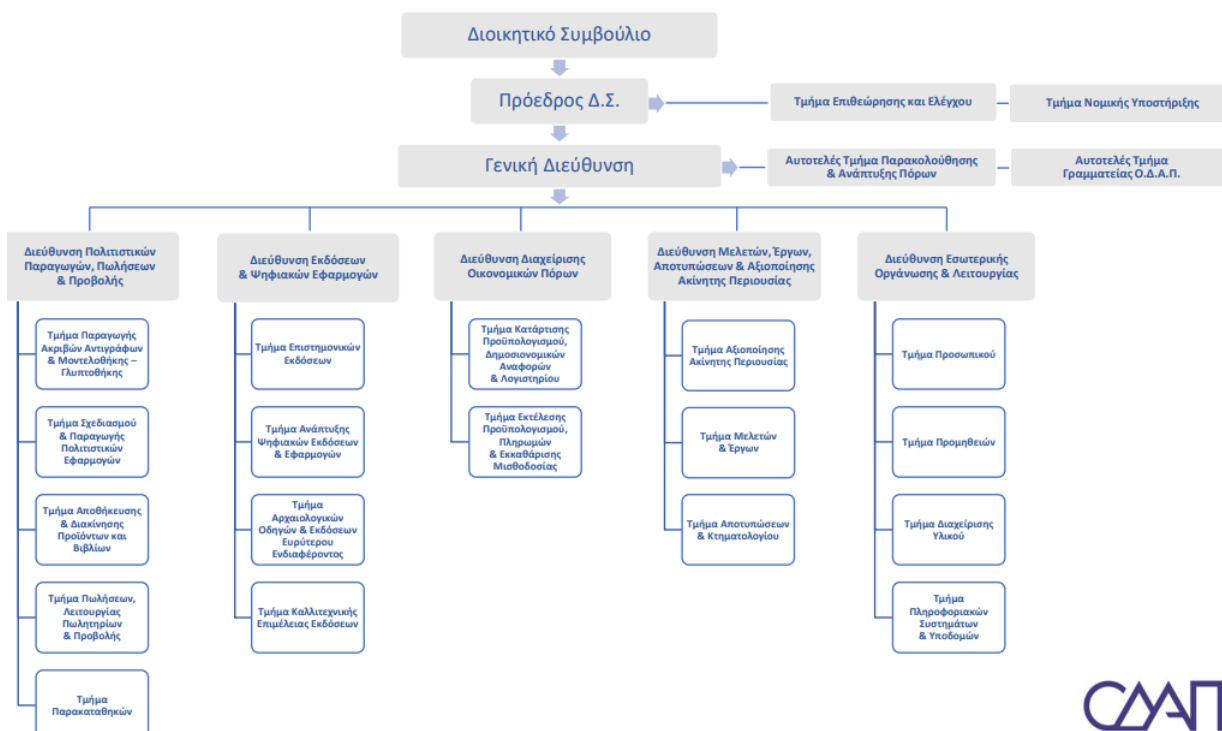 Διοικητικό Συμβούλιο
Πρόεδρος Δ.Σ.
Τμήμα Επιθεώρησης και Ελέγχου
Τμήμα Νομικής Υποστήριξης
Γενική Διεύθυνση
Αυτοτελές Τμήμα Παρακολούθησης
& Ανάπτυξης Πόρων
Αυτοτελές Τμήμα
Γραμματείας Ο.Δ.Α.Π.
Διεύθυνση Πολιτιστικών
Παραγωγών, Πωλήσεων
& Προβολής
Τμήμα Παραγωγής
Ακριβών Αντιγράφων
& Μοντελοθήκης –
Γλυπτοθήκης
Τμήμα Σχεδιασμού
& Παραγωγής
Πολιτιστικών
Εφαρμογών
Τμήμα Αποθήκευσης
& Διακίνησης
Προϊόντων και
Βιβλίων
Τμήμα Πωλήσεων,
Λειτουργίας
Πωλητηρίων
& Προβολής
Τμήμα
Παρακαταθηκών
Διεύθυνση Εκδόσεων
& Ψηφιακών Εφαρμογών
Τμήμα Επιστημονικών
Εκδόσεων
Τμήμα Ανάπτυξης
Ψηφιακών Εκδόσεων
& Εφαρμογών
Τμήμα
Αρχαιολογικών
Οδηγών & Εκδόσεων
Ευρύτερου
Ενδιαφέροντος
Τμήμα Καλλιτεχνικής
Επιμέλειας Εκδόσεων
Διεύθυνση Διαχείρισης
Οικονομικών Πόρων
Τμήμα Κατάρτισης
Προϋπολογισμού,
Δημοσιονομικών
Αναφορών
& Λογιστηρίου
Τμήμα Εκτέλεσης
Προϋπολογισμού,
Πληρωμών
& Εκκαθάρισης
Μισθοδοσίας
Διεύθυνση Μελετών, Έργων,
Αποτυπώσεων & Αξιοποίησης
Ακίνητης Περιουσίας
Τμήμα Αξιοποίησης
Ακίνητης Περιουσίας
Τμήμα Μελετών
& Έργων
Τμήμα Αποτυπώσεων
& Κτηματολογίου
Διεύθυνση Εσωτερικής
Οργάνωσης & Λειτουργίας
Τμήμα Προσωπικού
Τμήμα Προμηθειών
Τμήμα Διαχείρισης
Υλικού
Τμήμα
Πληροφοριακών
Συστημάτων
& Υποδομών
ΟΔΑΠ